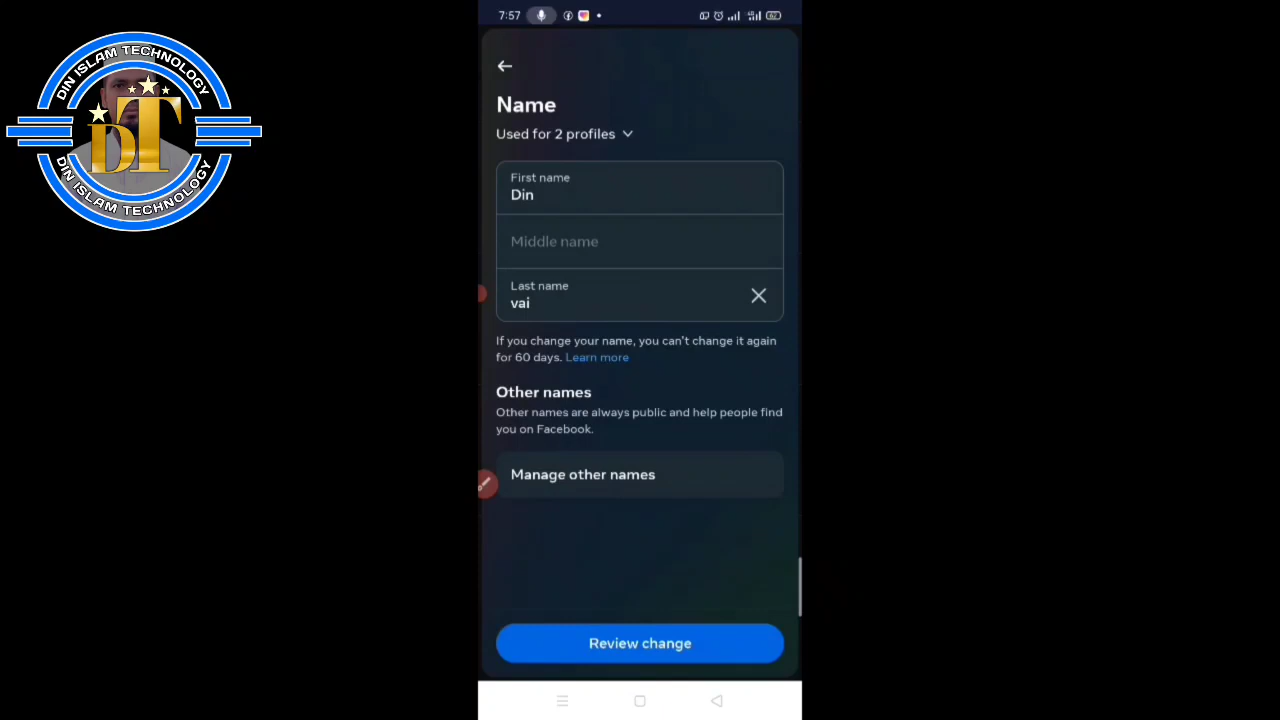 DIN ISLAM TECHNOLOGY
DT
DIN ISLAM TECHNOLOGY
7:57
Name
Used for 2 profiles
First name
Din
Middle name
Last name
vai
If you change your name, you can't change it again
for 60 days. Learn more
Other names
Other names are always public and help people find
you on Facebook.
Manage other names
Review change